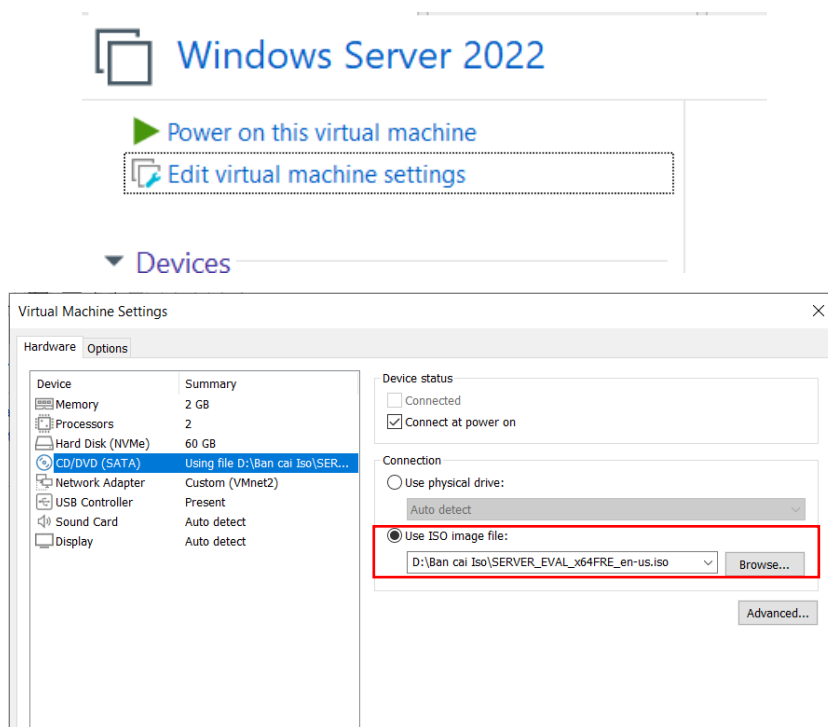 Windows Server 2022
Power on this virtual machine
Edit virtual machine settings
Devices
Virtual Machine Settings
Hardware Options
Device Summary
Memory 2 GB
Processors 2
Hard Disk (NVMe) 60 GB
CD/DVD (SATA) Using file D:\Ban cai Iso\SER...
Network Adapter Custom (VMnet2)
USB Controller Present
Sound Card Auto detect
Display Auto detect
Device status
Connected
Connect at power on
Connection
Use physical drive:
Auto detect
Use ISO image file:
D:\Ban cai Iso\SERVER_EVAL_x64FRE_en-us.iso Browse...
Advanced...